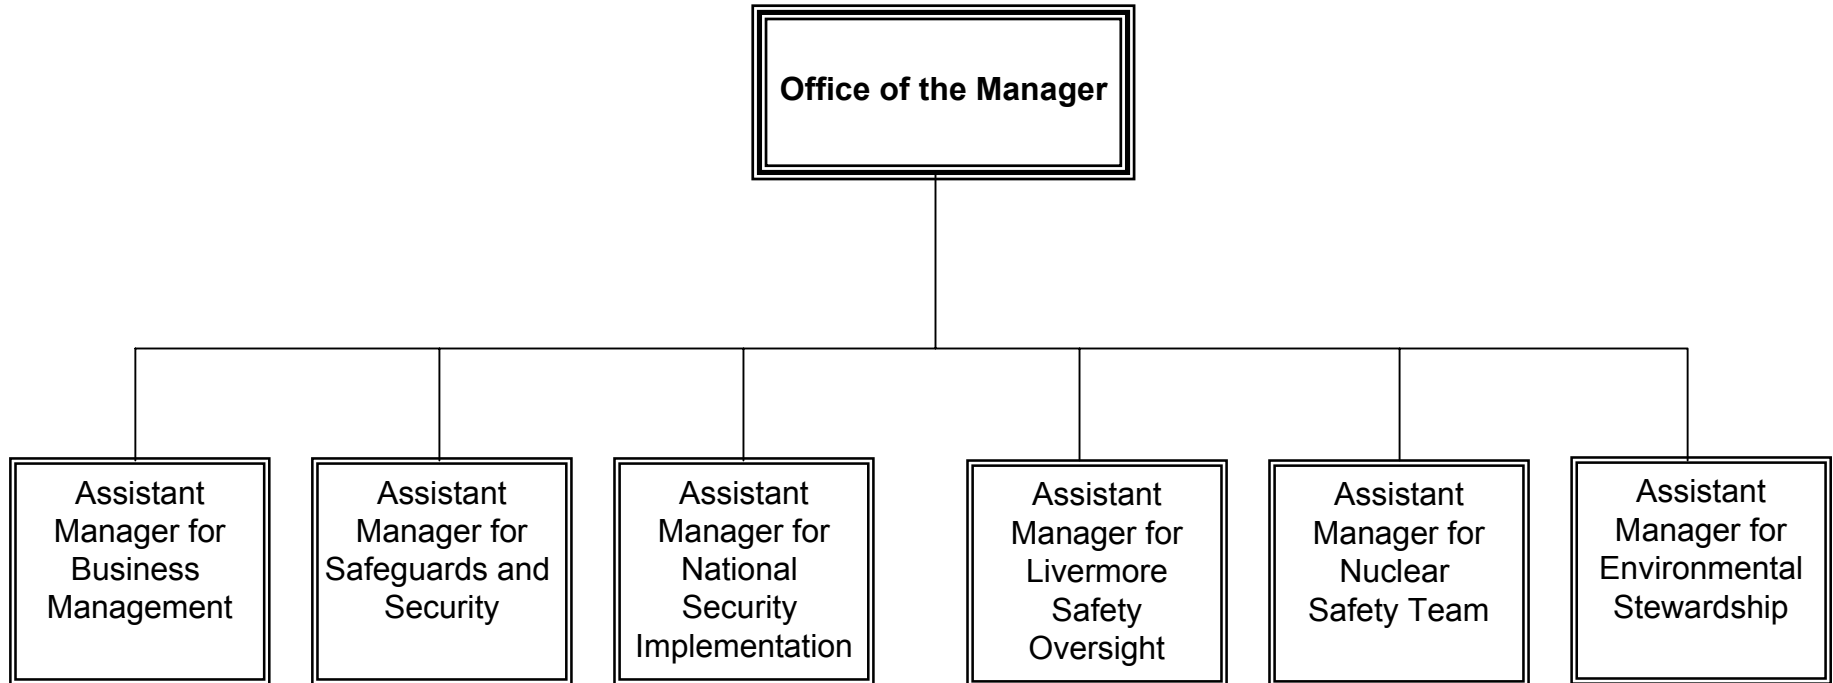 Office of the Manager
Assistant
Manager for
Business
Management
Assistant
Manager for
Safeguards and
Security
Assistant
Manager for
National
Security
Implementation
Assistant
Manager for
Livermore
Safety
Oversight
Assistant
Manager for
Nuclear
Safety Team
Assistant
Manager for
Environmental
Stewardship